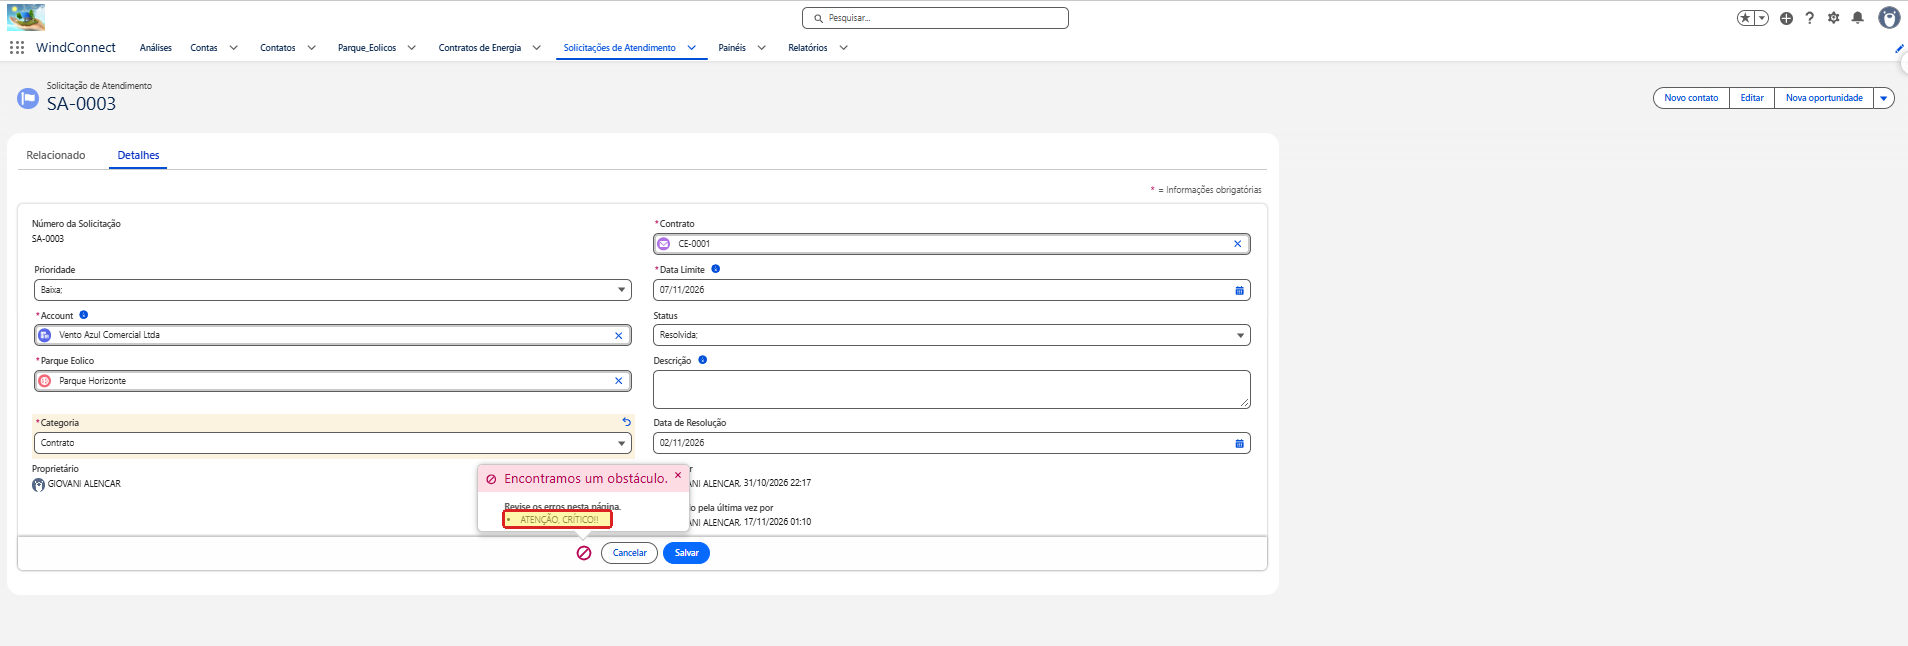 Pesquisar...
WindConnect
Análises Contas Contatos Parque_Eolicos Contratos de Energia Solicitações de Atendimento Painéis Relatórios
Solicitação de Atendimento
SA-0003
Novo contato Editar Nova oportunidade
Relacionado Detalhes
* = Informações obrigatórias
Número da Solicitação
SA-0003
*Contrato
CE-0001
Prioridade
Baixa;
*Data Limite
07/11/2026
*Account
Vento Azul Comercial Ltda
Status
Resolvida;
*Parque Eolico
Parque Horizonte
Descrição
*Categoria
Contrato
Data de Resolução
02/11/2026
Proprietário
GIOVANI ALENCAR
Encontramos um obstáculo.
Revise os erros nesta página.
• ATENÇÃO, CRÍTICO!!!
r
ANI ALENCAR, 31/10/2026 22:17
o pela última vez por
ANI ALENCAR, 17/11/2026 01:10
Cancelar Salvar